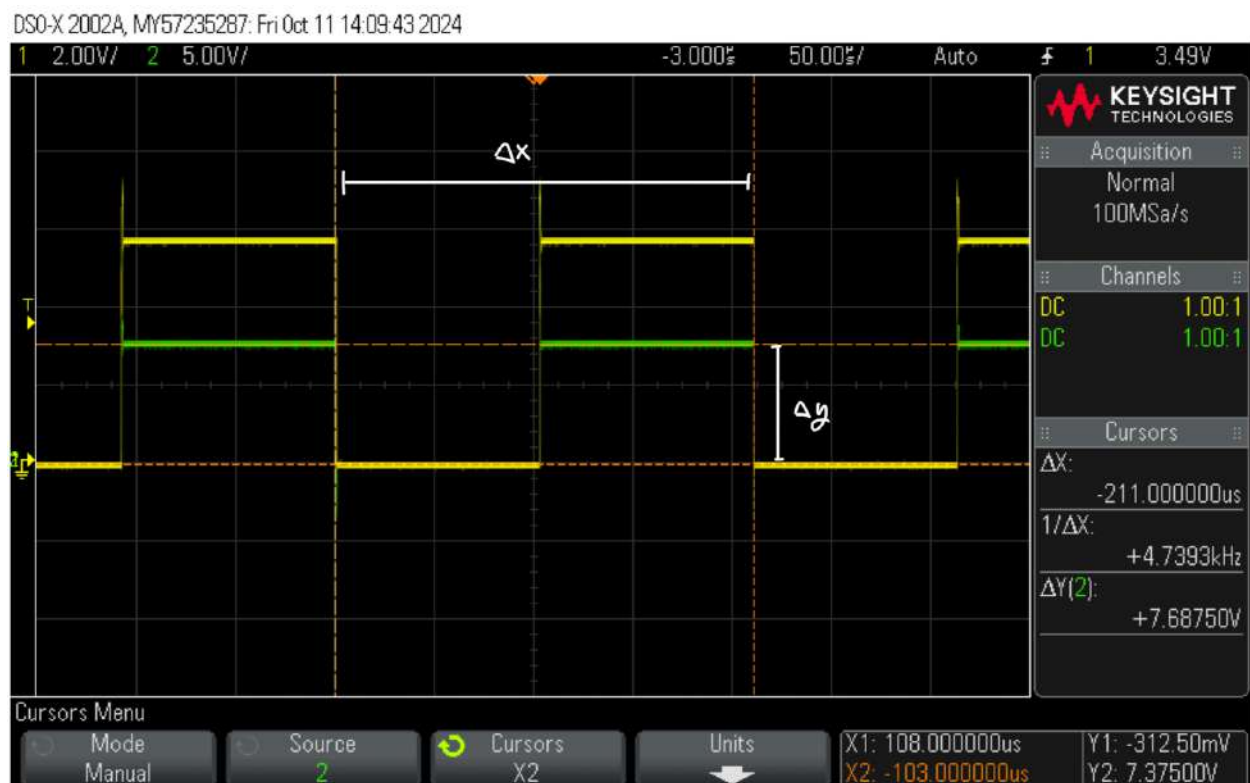 DSO-X 2002A, MY57235287: Fri Oct 11 14:09:43 2024
1 2.00V/ 2 5.00V/ -3.000µs 50.00µs/ Auto 1 3.49V
KEYSIGHT
TECHNOLOGIES
Acquisition
Normal
100MSa/s
Channels
DC 1.00:1
DC 1.00:1
Cursors
ΔX:
-211.000000us
1/ΔX:
+4.7393kHz
ΔY(2):
+7.68750V
Δx
T
Δy
Cursors Menu
Mode
Manual
Source
2
Cursors
X2
Units
X1: 108.000000us
X2: -103.000000us
Y1: -312.50mV
Y2: 7.37500V